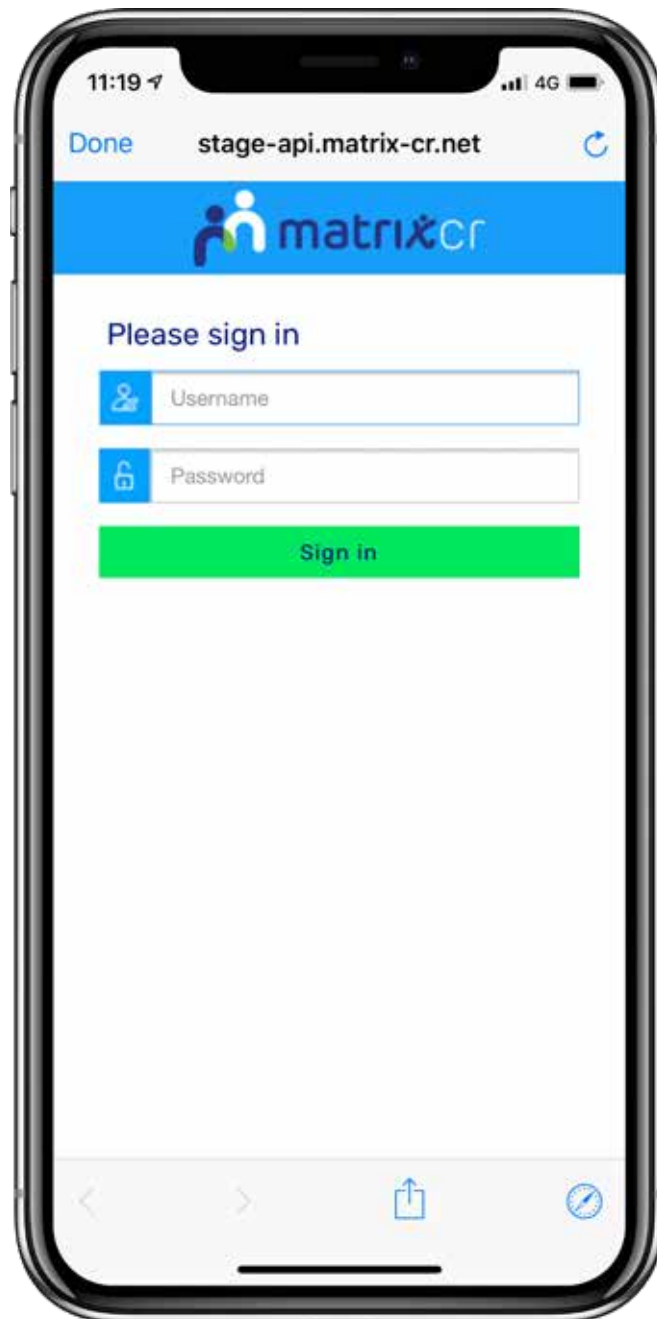 11:19
4G
Done stage-api.matrix-cr.net
matrixcr
Please sign in
Username
Password
Sign in